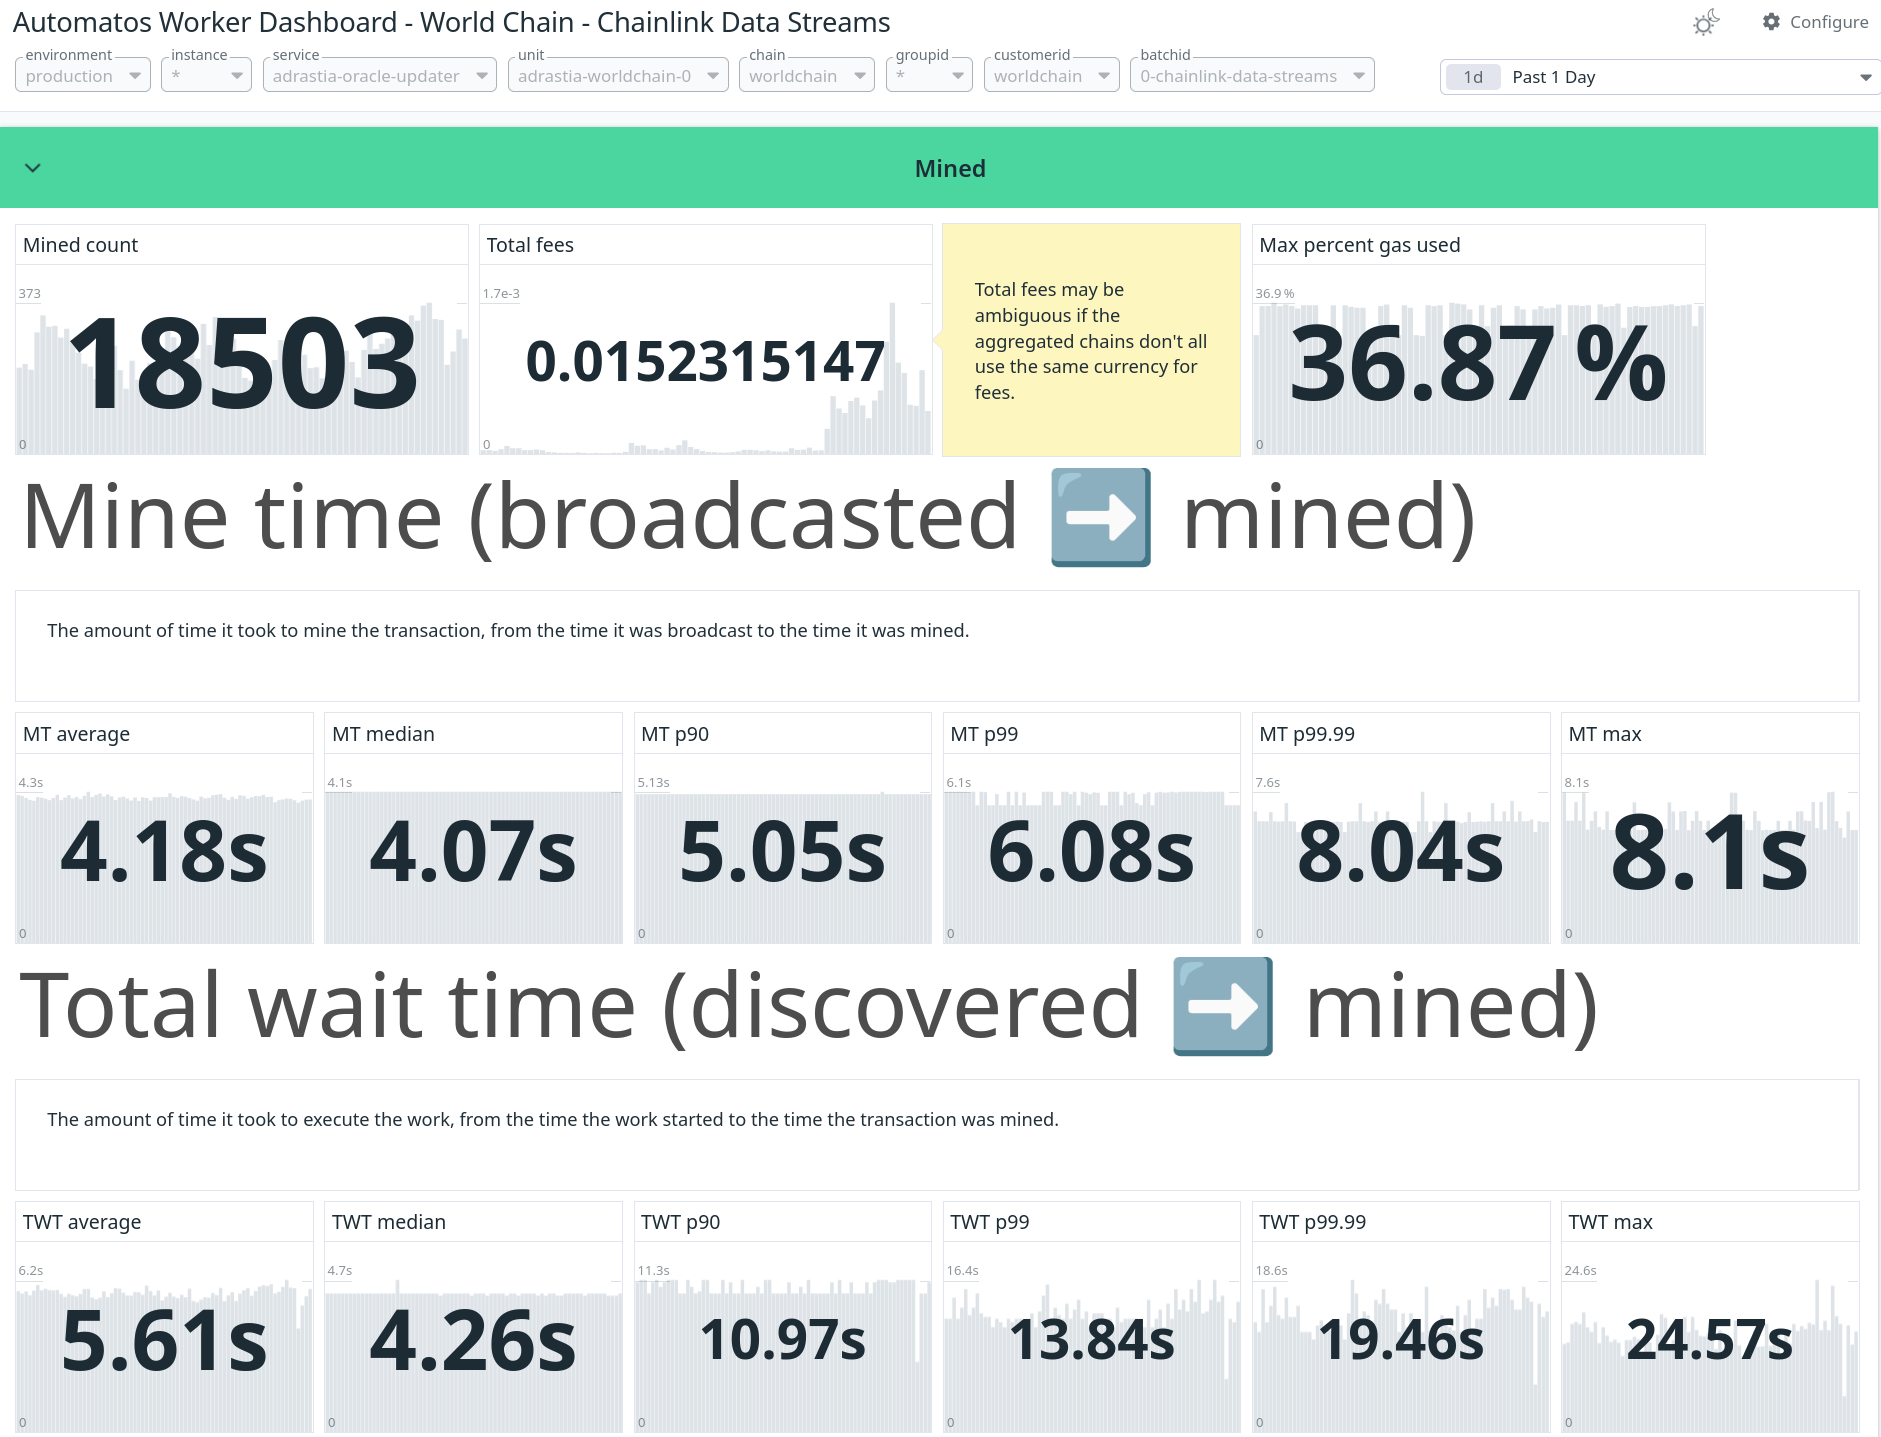 Automatos Worker Dashboard - World Chain - Chainlink Data Streams
Configure
environment
production
instance
*
service
adrastia-oracle-updater
unit
adrastia-worldchain-0
chain
worldchain
groupid
*
customerid
worldchain
batchid
0-chainlink-data-streams
1d Past 1 Day
Mined
Mined count
373
18503
0
Total fees
1.7e-3
0.0152315147
0
Total fees may be
ambiguous if the
aggregated chains don't all
use the same currency for
fees.
Max percent gas used
36.9 %
36.87 %
0
Mine time (broadcasted ➡️ mined)
The amount of time it took to mine the transaction, from the time it was broadcast to the time it was mined.
MT average
4.3s
4.18s
0
MT median
4.1s
4.07s
MT p90
5.13s
5.05s
0
MT p99
6.1s
6.08s
0
MT p99.99
7.6s
8.04s
0
MT max
8.1s
8.1s
0
Total wait time (discovered ➡️ mined)
The amount of time it took to execute the work, from the time the work started to the time the transaction was mined.
TWT average
6.2s
5.61s
0
TWT median
4.7s
4.26s
0
TWT p90
11.3s
10.97s
0
TWT p99
16.4s
13.84s
0
TWT p99.99
18.6s
19.46s
0
TWT max
24.6s
24.57s
0